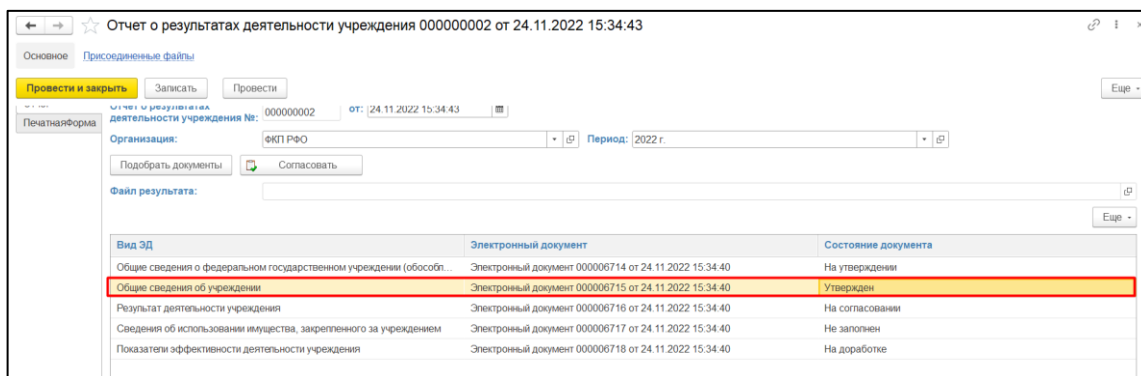 Отчет о результатах деятельности учреждения 000000002 от 24.11.2022 15:34:43
Основное Присоединенные файлы
Провести и закрыть Записать Провести Еще
Отчет о результатах
деятельности учреждения №: 000000002 от: 24.11.2022 15:34:43
ПечатнаяФорма
Организация: ФКП РФО Период: 2022 г.
Подобрать документы Согласовать
Файл результата:
Еще
Вид ЭД Электронный документ Состояние документа
Общие сведения о федеральном государственном учреждении (обособл... Электронный документ 000006714 от 24.11.2022 15:34:40 На утверждении
Общие сведения об учреждении Электронный документ 000006715 от 24.11.2022 15:34:40 Утвержден
Результат деятельности учреждения Электронный документ 000006716 от 24.11.2022 15:34:40 На согласовании
Сведения об использовании имущества, закрепленного за учреждением Электронный документ 000006717 от 24.11.2022 15:34:40 Не заполнен
Показатели эффективности деятельности учреждения Электронный документ 000006718 от 24.11.2022 15:34:40 На доработке